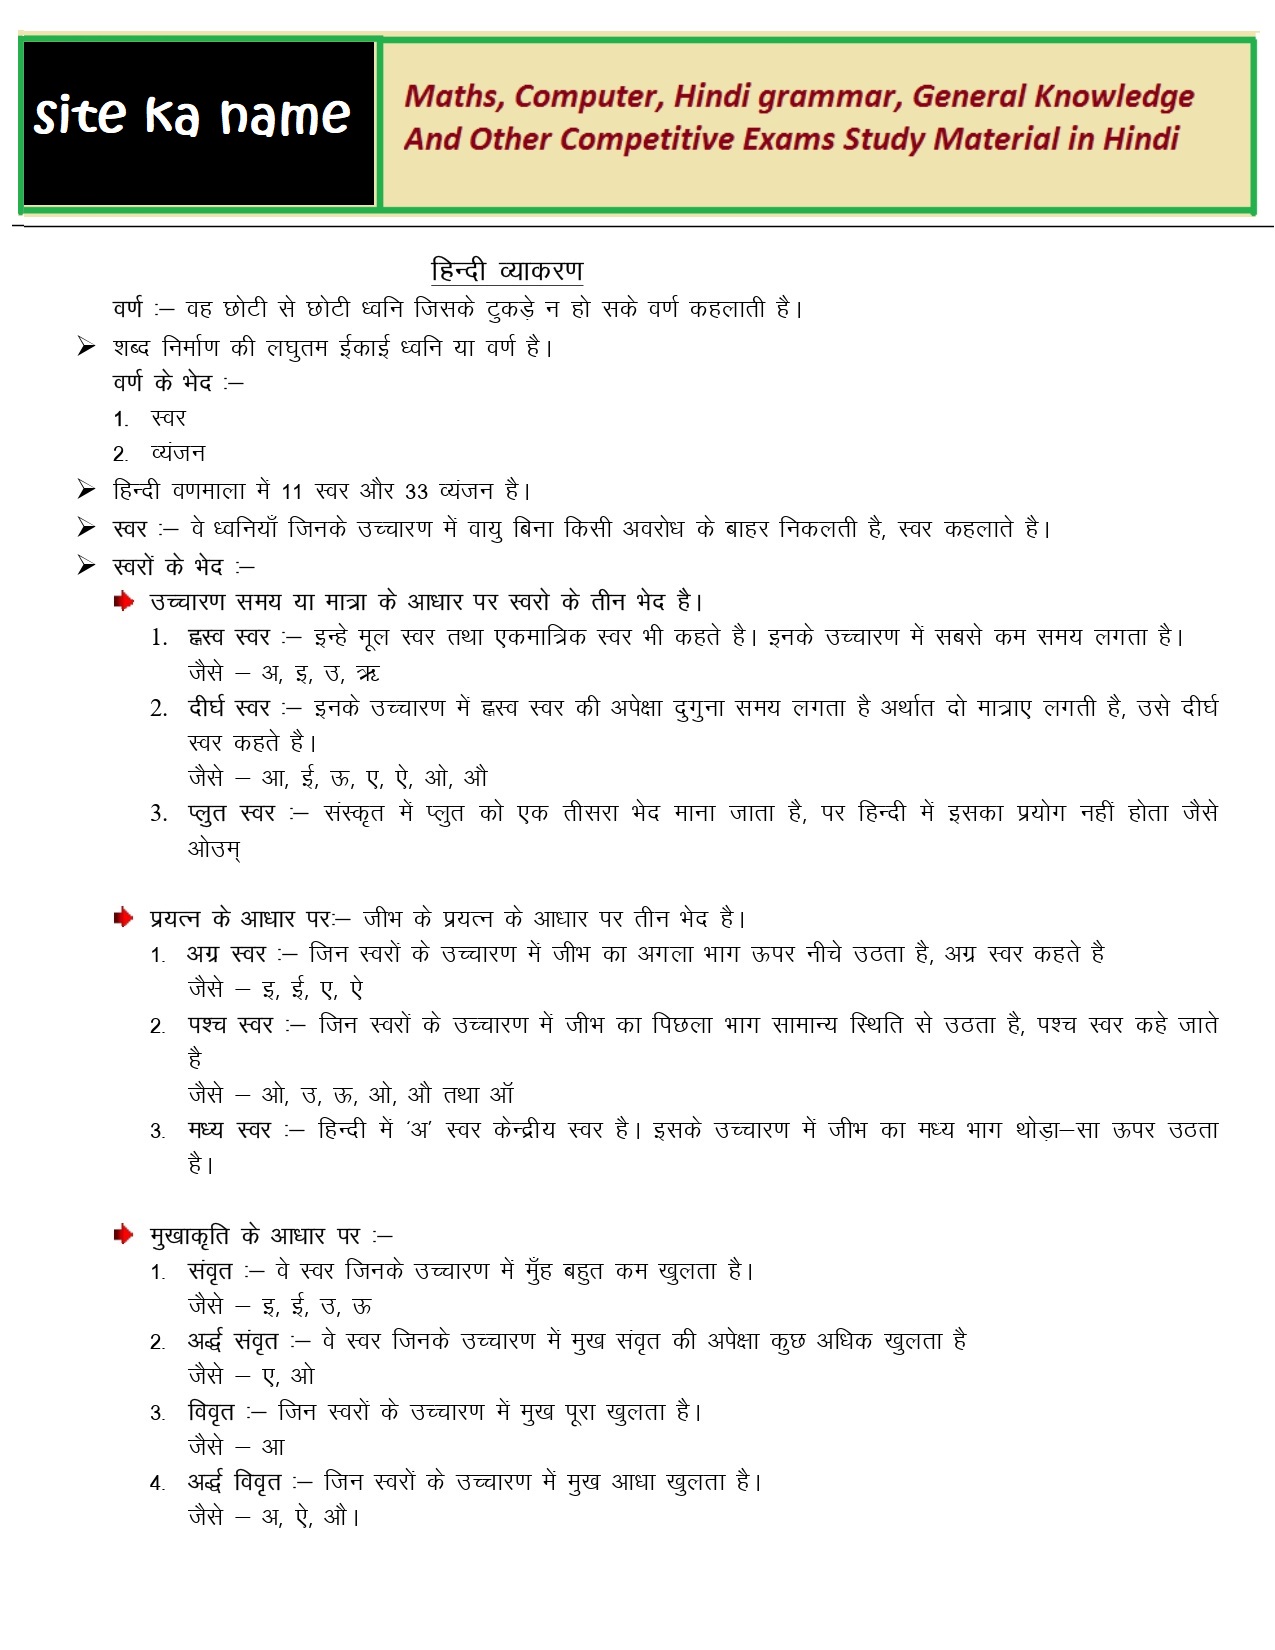 site ka name
Maths, Computer, Hindi grammar, General Knowledge
And Other Competitive Exams Study Material in Hindi
हिन्दी व्याकरण
वर्ण :– वह छोटी से छोटी ध्वनि जिसके टुकड़े न हो सके वर्ण कहलाती है।
शब्द निर्माण की लघुतम ईकाई ध्वनि या वर्ण है।
वर्ण के भेद :–
1. स्वर
2. व्यंजन
हिन्दी वणमाला में 11 स्वर और 33 व्यंजन है।
स्वर :– वे ध्वनियाँ जिनके उच्चारण में वायु बिना किसी अवरोध के बाहर निकलती है, स्वर कहलाते है।
स्वरों के भेद :–
उच्चारण समय या मात्रा के आधार पर स्वरो के तीन भेद है।
1. ह्रस्व स्वर :– इन्हे मूल स्वर तथा एकमात्रिक स्वर भी कहते है। इनके उच्चारण में सबसे कम समय लगता है।
जैसे – अ, इ, उ, ऋ
2. दीर्घ स्वर :– इनके उच्चारण में ह्रस्व स्वर की अपेक्षा दुगुना समय लगता है अर्थात दो मात्राए लगती है, उसे दीर्घ
स्वर कहते है।
जैसे – आ, ई, ऊ, ए, ऐ, ओ, औ
3. प्लुत स्वर :– संस्कृत में प्लुत को एक तीसरा भेद माना जाता है, पर हिन्दी में इसका प्रयोग नहीं होता जैसे
ओउम्
प्रयत्न के आधार पर:– जीभ के प्रयत्न के आधार पर तीन भेद है।
1. अग्र स्वर :– जिन स्वरों के उच्चारण में जीभ का अगला भाग ऊपर नीचे उठता है, अग्र स्वर कहते है
जैसे – इ, ई, ए, ऐ
2. पश्च स्वर :– जिन स्वरों के उच्चारण में जीभ का पिछला भाग सामान्य स्थिति से उठता है, पश्च स्वर कहे जाते
है
जैसे – ओ, उ, ऊ, ओ, औ तथा ऑ
3. मध्य स्वर :– हिन्दी में ‘अ’ स्वर केन्द्रीय स्वर है। इसके उच्चारण में जीभ का मध्य भाग थोड़ा–सा ऊपर उठता
है।
मुखाकृति के आधार पर :–
1. संवृत :– वे स्वर जिनके उच्चारण में मुँह बहुत कम खुलता है।
जैसे – इ, ई, उ, ऊ
2. अर्द्ध संवृत :– वे स्वर जिनके उच्चारण में मुख संवृत की अपेक्षा कुछ अधिक खुलता है
जैसे – ए, ओ
3. विवृत :– जिन स्वरों के उच्चारण में मुख पूरा खुलता है।
जैसे – आ
4. अर्द्ध विवृत :– जिन स्वरों के उच्चारण में मुख आधा खुलता है।
जैसे – अ, ऐ, औ।